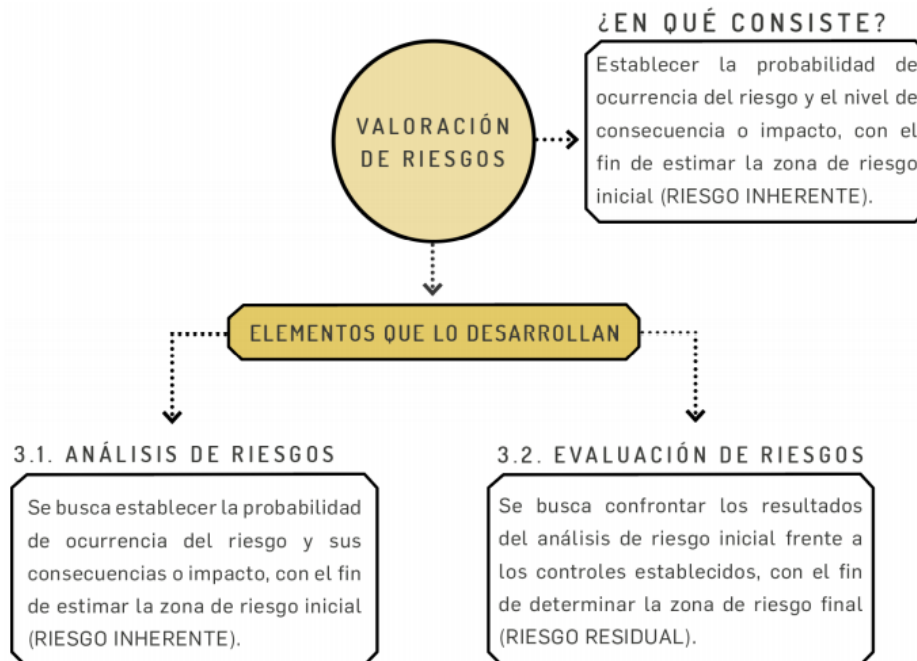 ¿EN QUÉ CONSISTE?
Establecer la probabilidad de
ocurrencia del riesgo y el nivel de
consecuencia o impacto, con el
fin de estimar la zona de riesgo
inicial (RIESGO INHERENTE).
VALORACIÓN
DE RIESGOS
ELEMENTOS QUE LO DESARROLLAN
3.1. ANÁLISIS DE RIESGOS
Se busca establecer la probabilidad
de ocurrencia del riesgo y sus
consecuencias o impacto, con el fin
de estimar la zona de riesgo inicial
(RIESGO INHERENTE).
3.2. EVALUACIÓN DE RIESGOS
Se busca confrontar los resultados
del análisis de riesgo inicial frente a
los controles establecidos, con el fin
de determinar la zona de riesgo final
(RIESGO RESIDUAL).